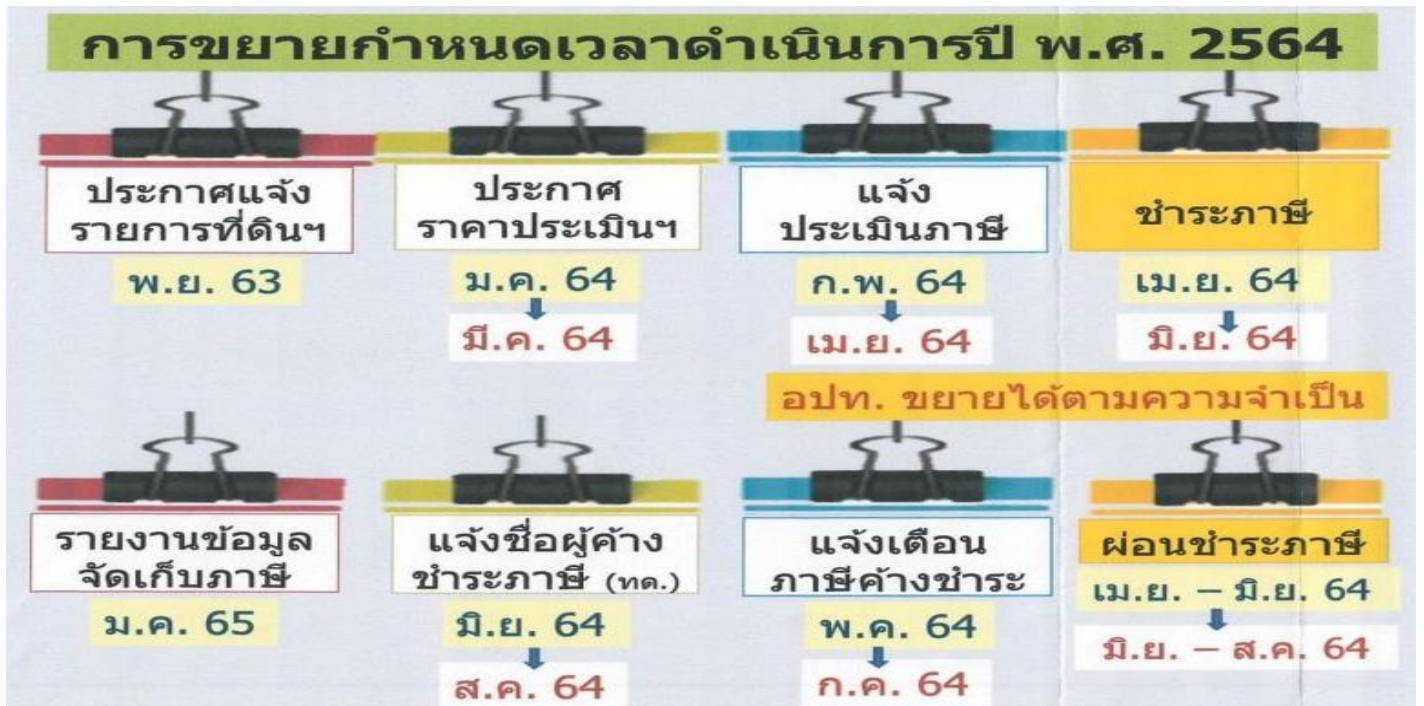 การขยายกำหนดเวลาดำเนินการปี พ.ศ. 2564
ประกาศแจ้ง
รายการที่ดินฯ
พ.ย. 63
ประกาศ
ราคาประเมินฯ
ม.ค. 64
มี.ค. 64
แจ้ง
ประเมินภาษี
ก.พ. 64
เม.ย. 64
ชำระภาษี
เม.ย. 64
มิ.ย. 64
อปท. ขยายได้ตามความจำเป็น
รายงานข้อมูล
จัดเก็บภาษี
ม.ค. 65
แจ้งชื่อผู้ค้าง
ชำระภาษี (ทด.)
มิ.ย. 64
ส.ค. 64
แจ้งเตือน
ภาษีค้างชำระ
พ.ค. 64
ก.ค. 64
ผ่อนชำระภาษี
เม.ย. – มิ.ย. 64
มิ.ย. – ส.ค. 64